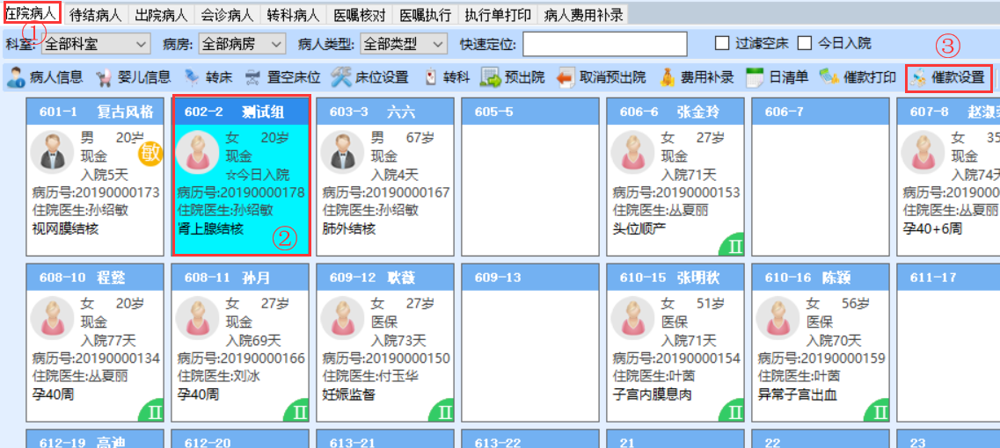 在院病人 待结病人 出院病人 会诊病人 转科病人 医嘱核对 医嘱执行 执行单打印 病人费用补录
① 科室: 全部科室 病房: 全部病房 病人类型: 全部类型 快速定位: 过滤空床 今日入院 ③
病人信息 婴儿信息 转床 置空床位 床位设置 转科 预出院 取消预出院 费用补录 日清单 催款打印 催款设置
601-1 复古风格
男 20岁
敏
现金
入院5天
病历号:20190000173
住院医生:孙绍敏
视网膜结核
602-2 测试组
女 20岁
现金
☆今日入院
病历号:20190000178
住院医生:孙绍敏
肾上腺结核
②
603-3 六六
男 67岁
现金
入院4天
病历号:20190000167
住院医生:孙绍敏
肺外结核
605-5
606-6 张金玲
女 27岁
现金
入院71天
病历号:20190000153
住院医生:丛夏丽
头位顺产
II
606-7
607-8 赵淑
女 35
现金
入院74天
病历号:2019000
住院医生:丛夏丽
孕40+6周
608-10 程懿
女 20岁
现金
入院77天
病历号:20190000134
住院医生:丛夏丽
孕40周
II
608-11 孙月
女 27岁
现金
入院69天
病历号:20190000166
住院医生:刘冰
孕40周
II
609-12 耿薇
女 27岁
医保
入院73天
病历号:20190000150
住院医生:付玉华
妊娠监督
II
609-13
610-15 张明秋
女 51岁
医保
入院71天
病历号:20190000154
住院医生:叶茵
子宫内膜息肉
II
610-16 陈颖
女 56岁
医保
入院70天
病历号:20190000159
住院医生:叶茵
异常子宫出血
II
611-17
612-19 高迪
612-20
613-21
613-22
21
22
23